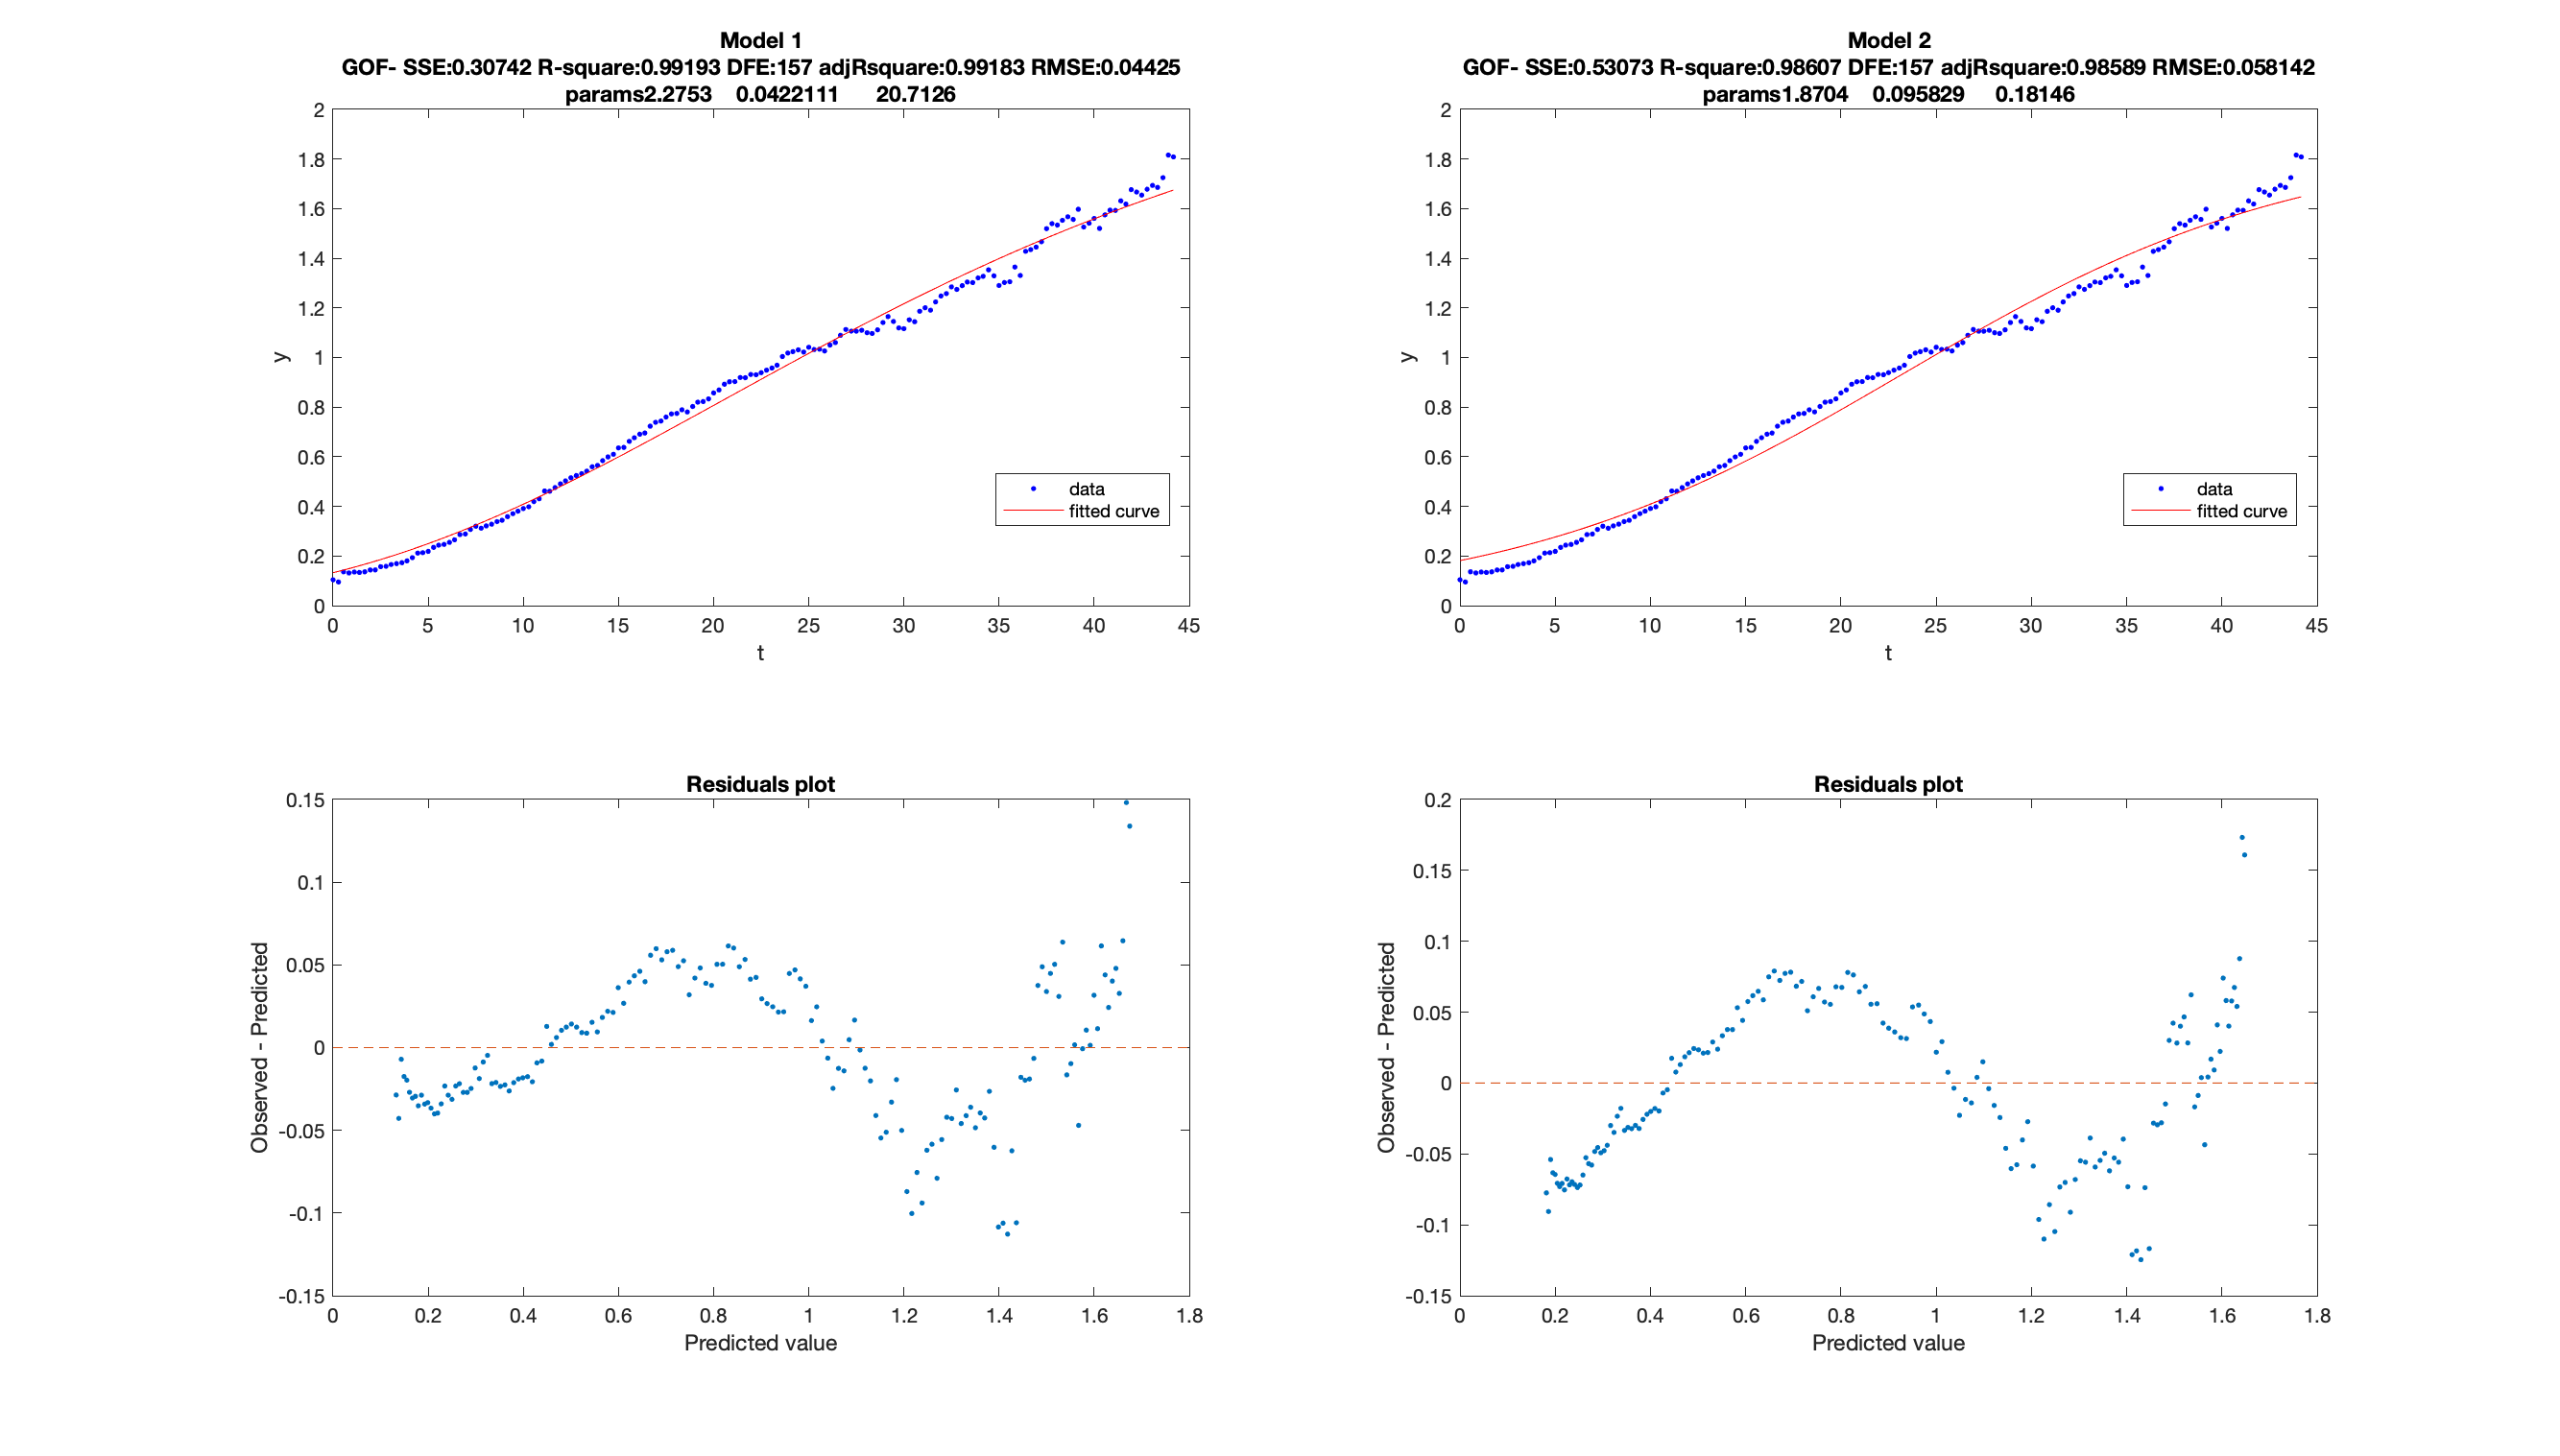 Model 1
GOF- SSE:0.30742 R-square:0.99193 DFE:157 adjRsquare:0.99183 RMSE:0.04425
params2.2753 0.0422111 20.7126
2
1.8
1.6
1.4
1.2
1
0.8
0.6
0.4
0.2
0
y
data
fitted curve
0 5 10 15 20 25 30 35 40 45
t
Model 2
GOF- SSE:0.53073 R-square:0.98607 DFE:157 adjRsquare:0.98589 RMSE:0.058142
params1.8704 0.095829 0.18146
2
1.8
1.6
1.4
1.2
1
0.8
0.6
0.4
0.2
0
y
data
fitted curve
0 5 10 15 20 25 30 35 40 45
t
Residuals plot
0.15
0.1
0.05
0
-0.05
-0.1
-0.15
Observed - Predicted
0 0.2 0.4 0.6 0.8 1 1.2 1.4 1.6 1.8
Predicted value
Residuals plot
0.2
0.15
0.1
0.05
0
-0.05
-0.1
-0.15
Observed - Predicted
0 0.2 0.4 0.6 0.8 1 1.2 1.4 1.6 1.8
Predicted value